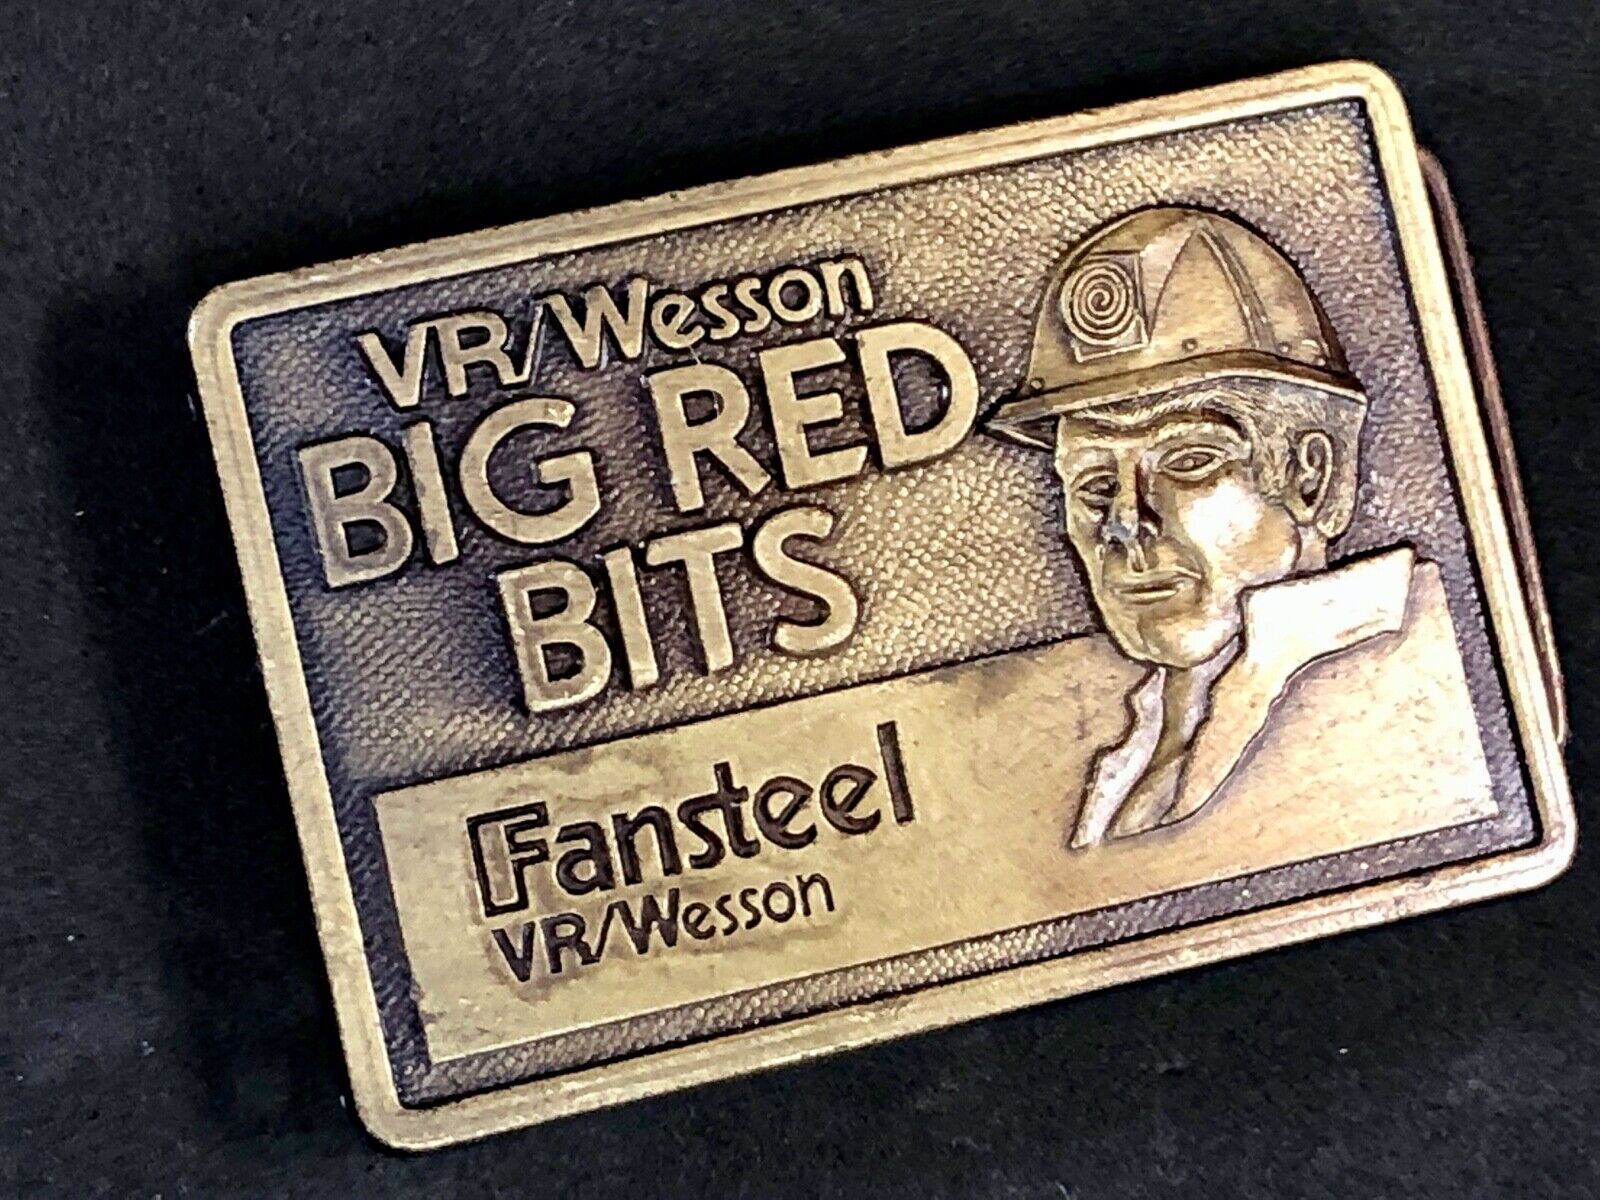 VR/Wesson
BIG RED
BITS
Fansteel
VR/Wesson